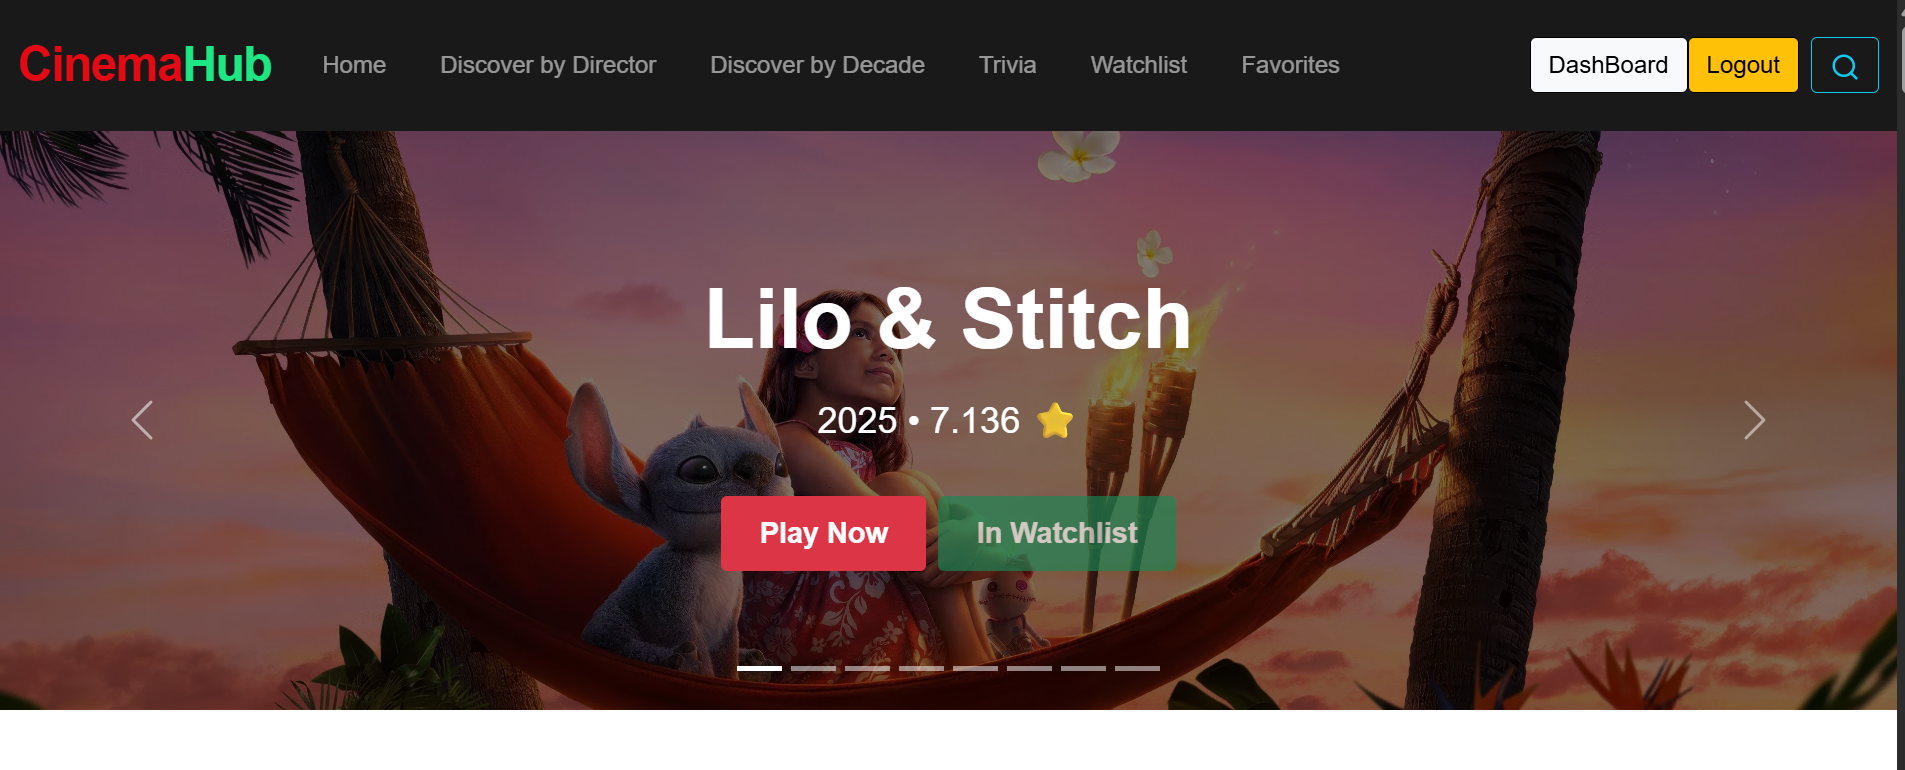 CinemaHub Home Discover by Director Discover by Decade Trivia Watchlist Favorites DashBoard Logout
Lilo & Stitch
2025 • 7.136 ⭐
Play Now In Watchlist